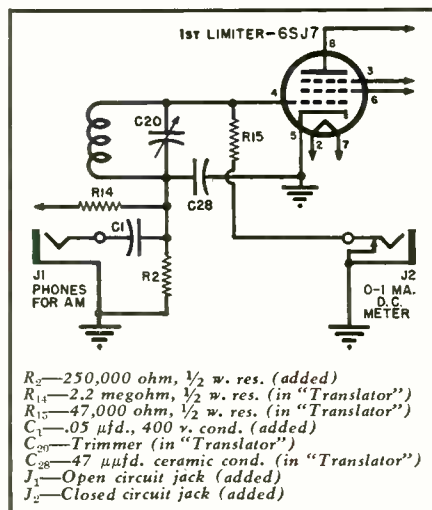 1ST LIMITER-6SJ7
8
3
4
6
C20
R15
5
2
7
C28
R14
C1
J1
PHONES
FOR AM
R2
J2
0-1 MA.
D.C.
METER
R₂—250,000 ohm, ½ w. res. (added)
R₁₄—2.2 megohm, ½ w. res. (in "Translator")
R₁₅—47,000 ohm, ½ w. res. (in "Translator")
C₁—.05 μfd., 400 v. cond. (added)
C₂₀—Trimmer (in "Translator")
C₂₈—47 μμfd. ceramic cond. (in "Translator")
J₁—Open circuit jack (added)
J₂—Closed circuit jack (added)